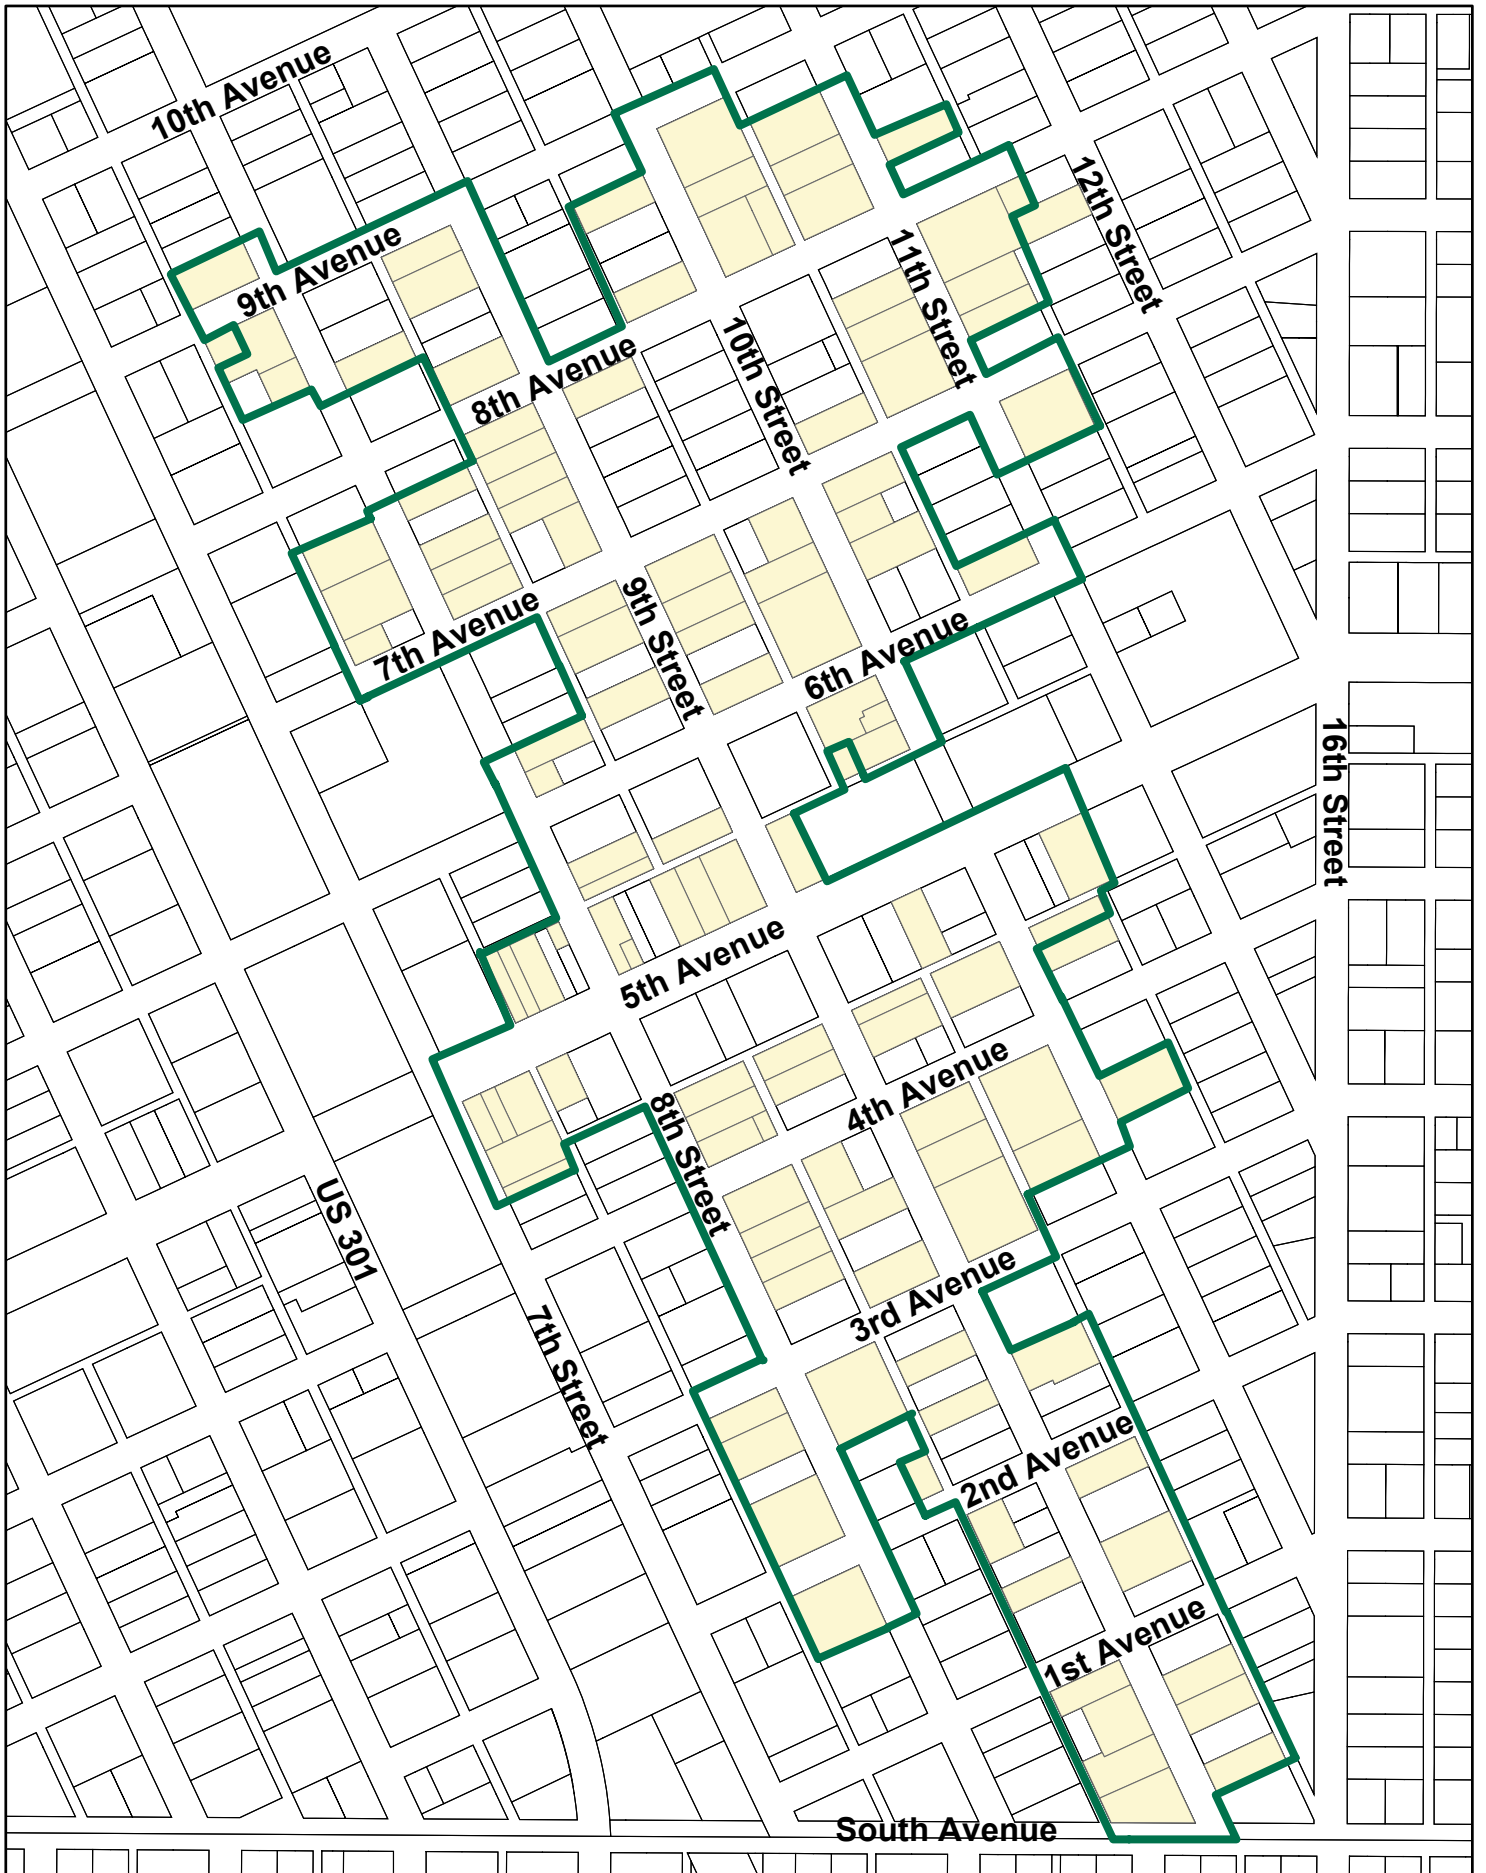 10th Avenue
12th Street
9th Avenue
11th Street
8th Avenue
10th Street
7th Avenue
9th Street
6th Avenue
16th Street
5th Avenue
4th Avenue
8th Street
US 301
3rd Avenue
7th Street
2nd Avenue
1st Avenue
South Avenue